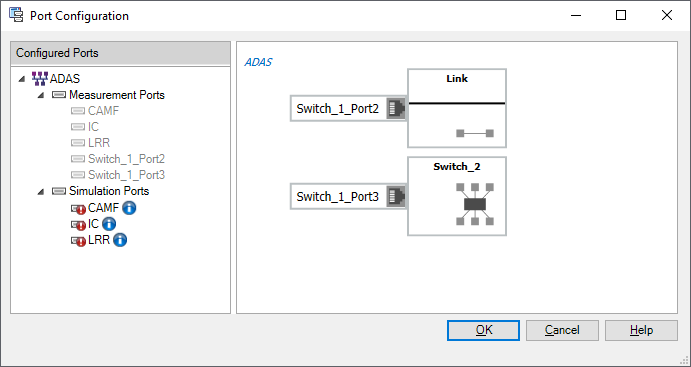 Port Configuration
Configured Ports
ADAS
Measurement Ports
CAMF
IC
LRR
Switch_1_Port2
Switch_1_Port3
Simulation Ports
CAMF
IC
LRR
ADAS
Link
Switch_1_Port2
Switch_2
Switch_1_Port3
OK
Cancel
Help